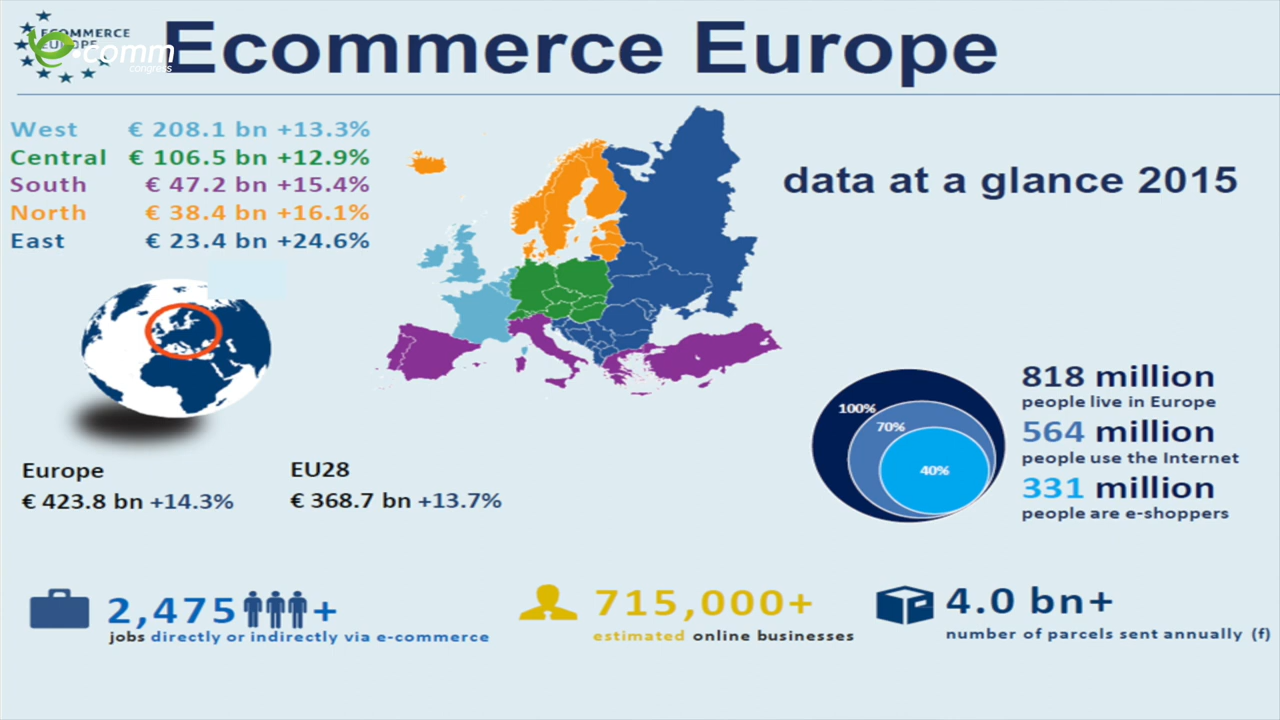 ECOMMERCE
EUROPE
e.comm
congress
Ecommerce Europe
West € 208.1 bn +13.3%
Central € 106.5 bn +12.9%
South € 47.2 bn +15.4%
North € 38.4 bn +16.1%
East € 23.4 bn +24.6%
data at a glance 2015
Europe
€ 423.8 bn +14.3%
EU28
€ 368.7 bn +13.7%
100%
70%
40%
818 million
people live in Europe
564 million
people use the Internet
331 million
people are e-shoppers
2,475 +
jobs directly or indirectly via e-commerce
715,000+
estimated online businesses
4.0 bn+
number of parcels sent annually (f)